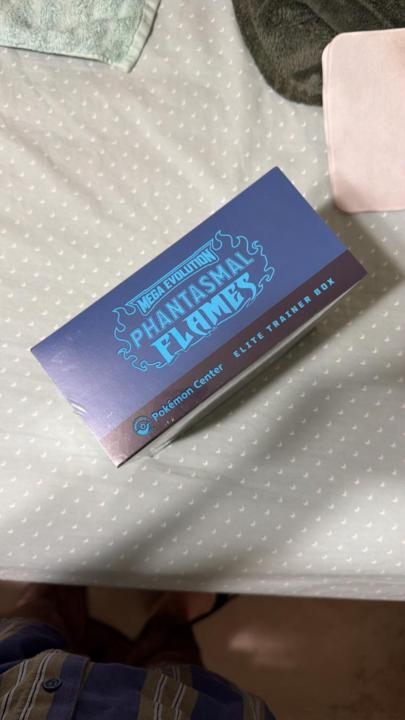 MEGA EVOLUTION
PHANTASMAL
FLAMES
Pokémon Center ELITE TRAINER BOX